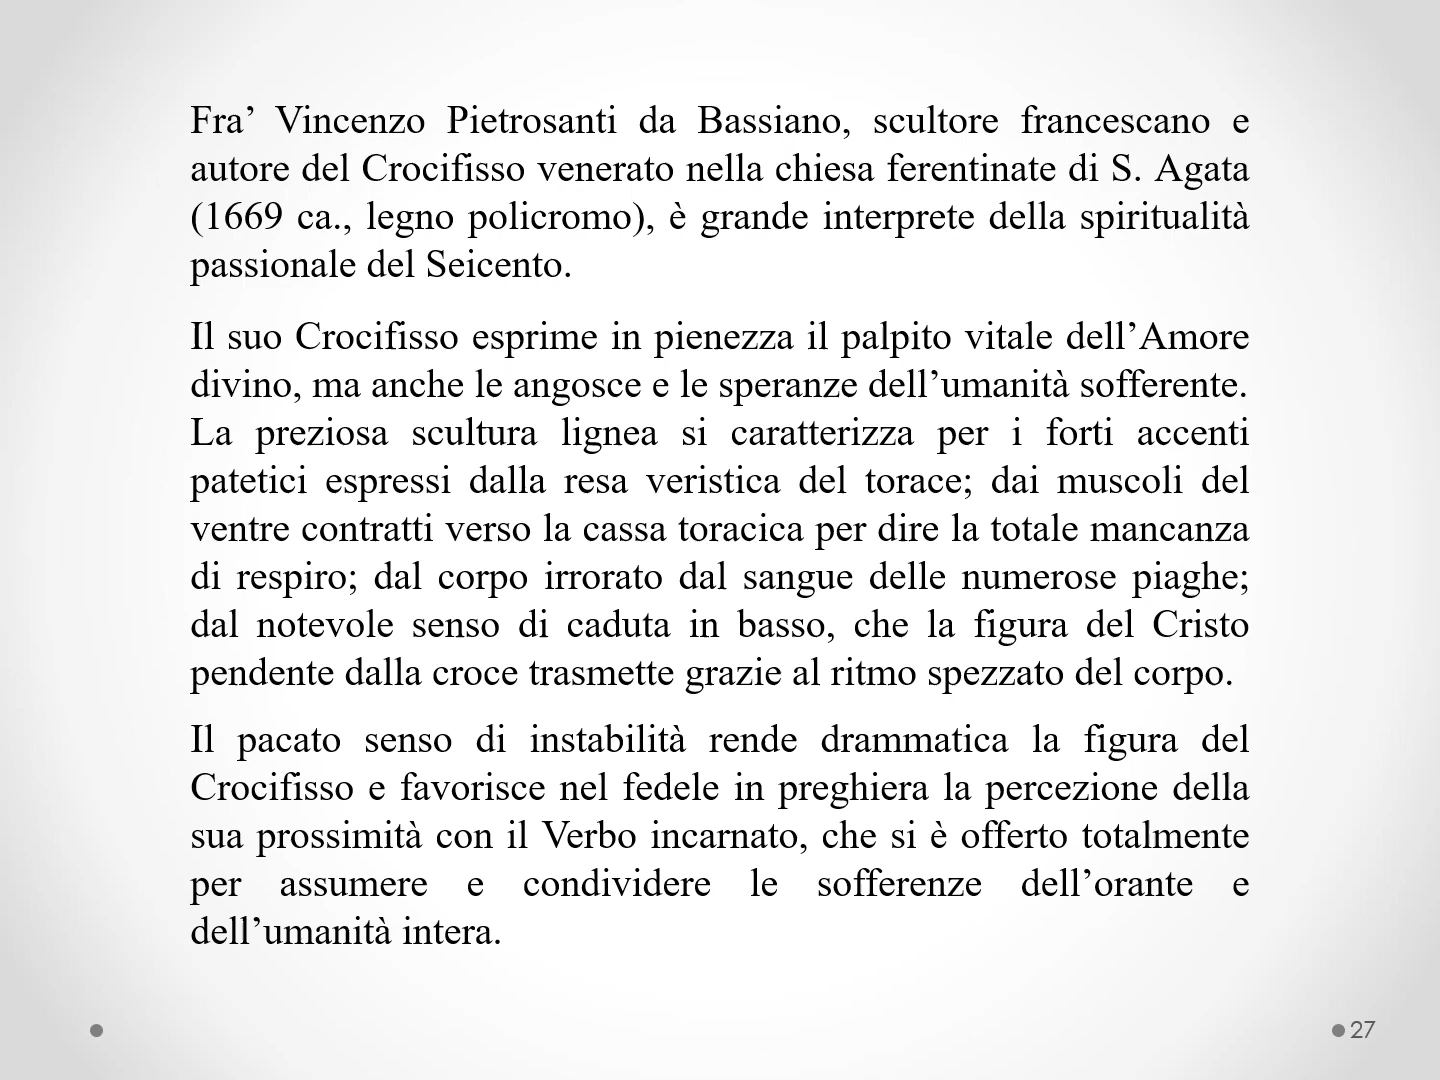 Fra’ Vincenzo Pietrosanti da Bassiano, scultore francescano e
autore del Crocifisso venerato nella chiesa ferentinate di S. Agata
(1669 ca., legno policromo), è grande interprete della spiritualità
passionale del Seicento.
Il suo Crocifisso esprime in pienezza il palpito vitale dell’Amore
divino, ma anche le angosce e le speranze dell’umanità sofferente.
La preziosa scultura lignea si caratterizza per i forti accenti
patetici espressi dalla resa veristica del torace; dai muscoli del
ventre contratti verso la cassa toracica per dire la totale mancanza
di respiro; dal corpo irrorato dal sangue delle numerose piaghe;
dal notevole senso di caduta in basso, che la figura del Cristo
pendente dalla croce trasmette grazie al ritmo spezzato del corpo.
Il pacato senso di instabilità rende drammatica la figura del
Crocifisso e favorisce nel fedele in preghiera la percezione della
sua prossimità con il Verbo incarnato, che si è offerto totalmente
per assumere e condividere le sofferenze dell’orante e
dell’umanità intera.
27